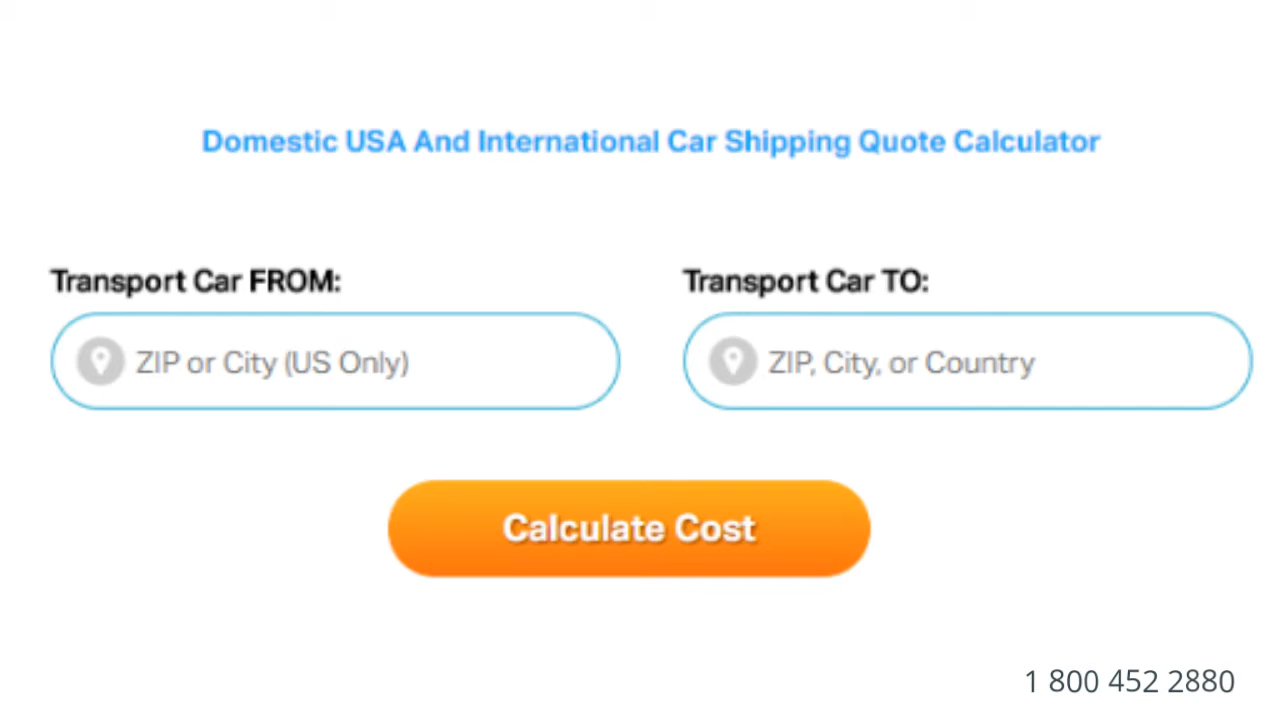 Domestic USA And International Car Shipping Quote Calculator
Transport Car FROM:
Transport Car TO:
ZIP or City (US Only)
ZIP, City, or Country
Calculate Cost
1 800 452 2880